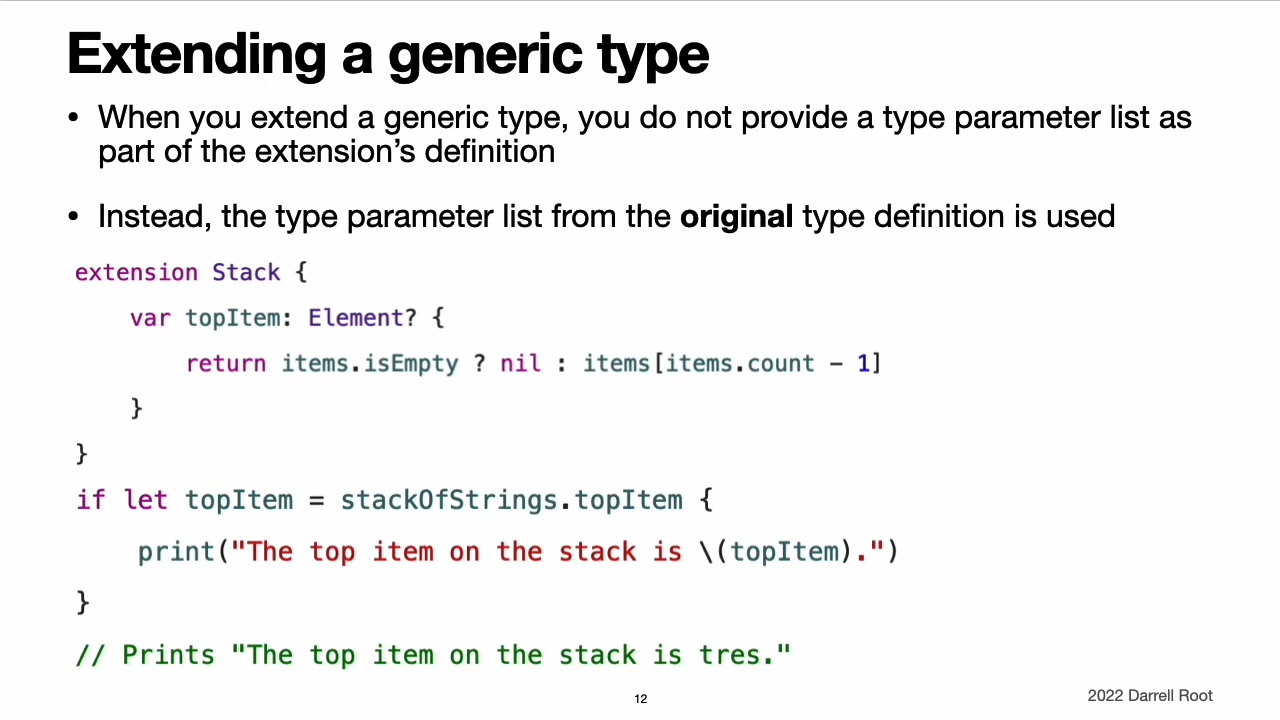 Extending a generic type
• When you extend a generic type, you do not provide a type parameter list as
part of the extension’s definition
• Instead, the type parameter list from the original type definition is used
extension Stack {
    var topItem: Element? {
        return items.isEmpty ? nil : items[items.count - 1]
    }
}
if let topItem = stackOfStrings.topItem {
    print("The top item on the stack is \(topItem).")
}
// Prints "The top item on the stack is tres."
12
2022 Darrell Root